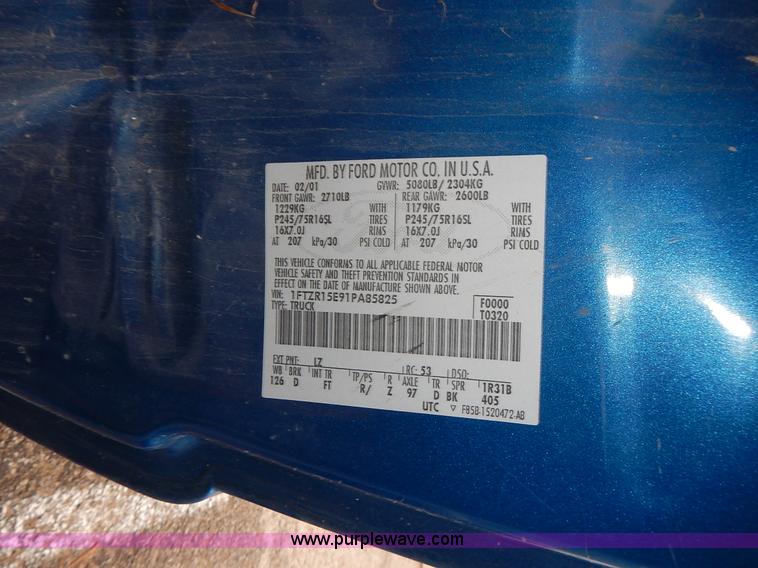 MFD. BY FORD MOTOR CO. IN U.S.A.
DATE: 02/01 GVWR: 5080LB/ 2304KG
FRONT GAWR: 2710LB REAR GAWR: 2600LB
1229KG WITH 1179KG WITH
P245/75R16SL TIRES P245/75R16SL TIRES
16X7.0J RIMS 16X7.0J RIMS
AT 207 kPa/30 PSI COLD AT 207 kPa/30 PSI COLD
THIS VEHICLE CONFORMS TO ALL APPLICABLE FEDERAL MOTOR
VEHICLE SAFETY AND THEFT PREVENTION STANDARDS IN
EFFECT ON THE DATE OF MANUFACTURE SHOWN ABOVE.
VIN: 1FTZR15E91PA85825 F0000
TYPE: TRUCK T0320
EXT PNT: LZ RC: 53 DSO:
WB BRK INT TR TP/PS R AXLE TR SPR 1R31B
126 D FT R/ Z 97 D BK 405
UTC ▽ F85B-1520472-AB
www.purplewave.com